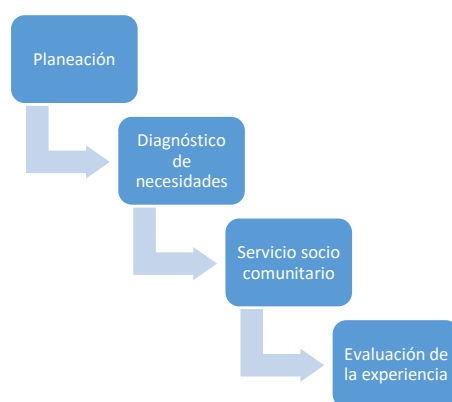 Planeación
Diagnóstico
de
necesidades
Servicio socio
comunitario
Evaluación de
la experiencia